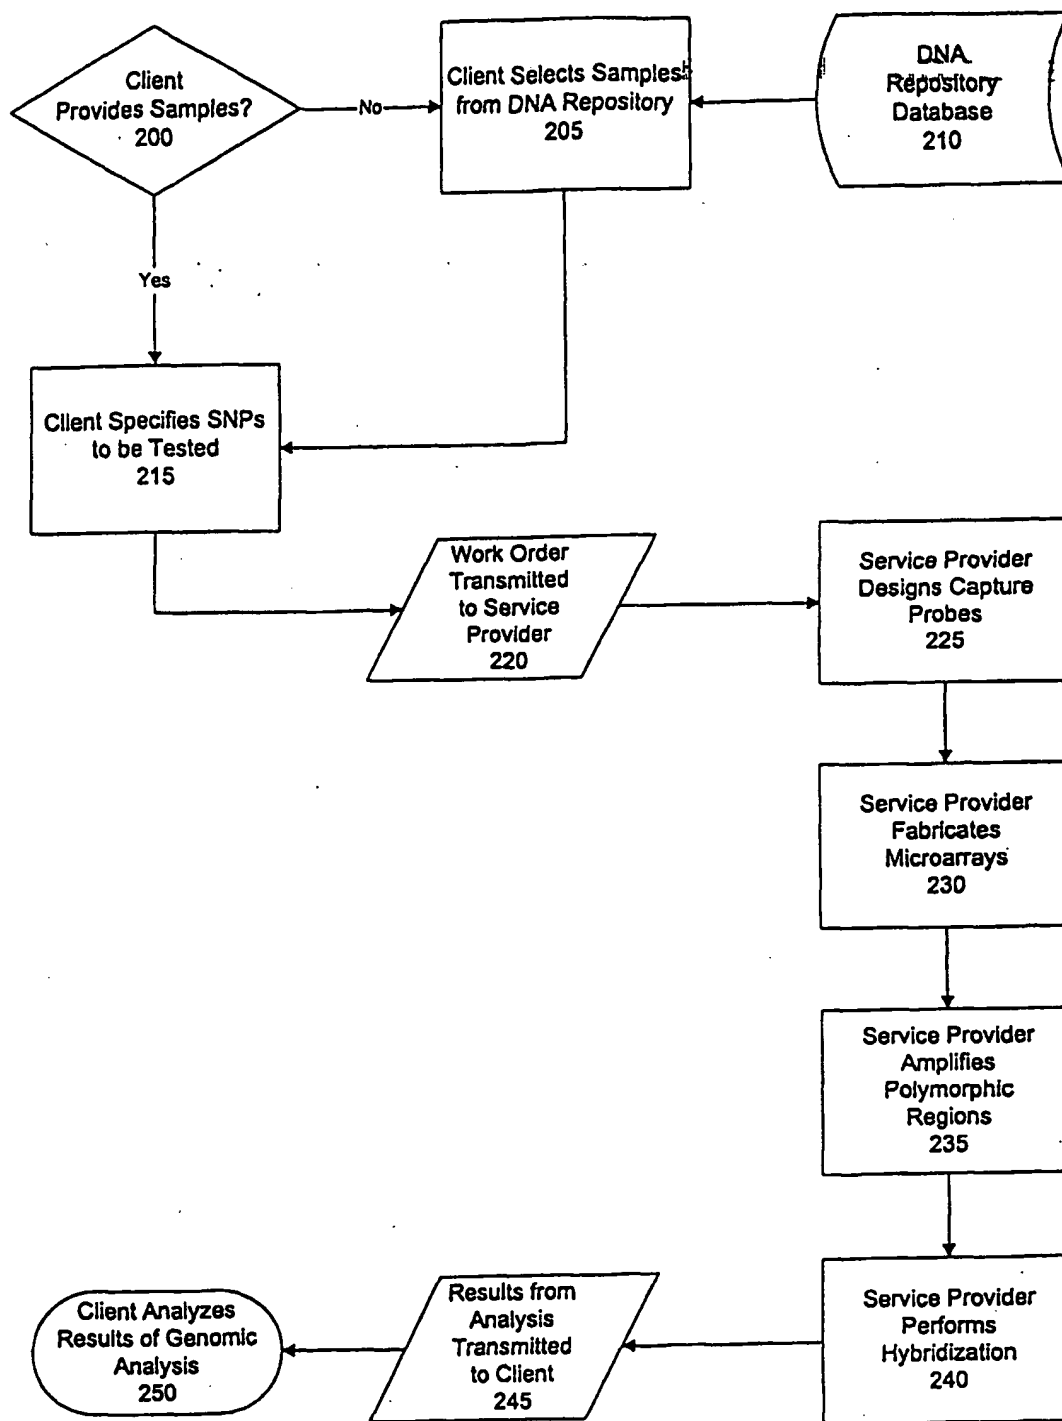 Client
Provides Samples?
200
No
Client Selects Samples
from DNA Repository
205
DNA
Repository
Database
210
Yes
Client Specifies SNPs
to be Tested
215
Work Order
Transmitted
to Service
Provider
220
Service Provider
Designs Capture
Probes
225
Service Provider
Fabricates
Microarrays
230
Service Provider
Amplifies
Polymorphic
Regions
235
Service Provider
Performs
Hybridization
240
Results from
Analysis
Transmitted
to Client
245
Client Analyzes
Results of Genomic
Analysis
250